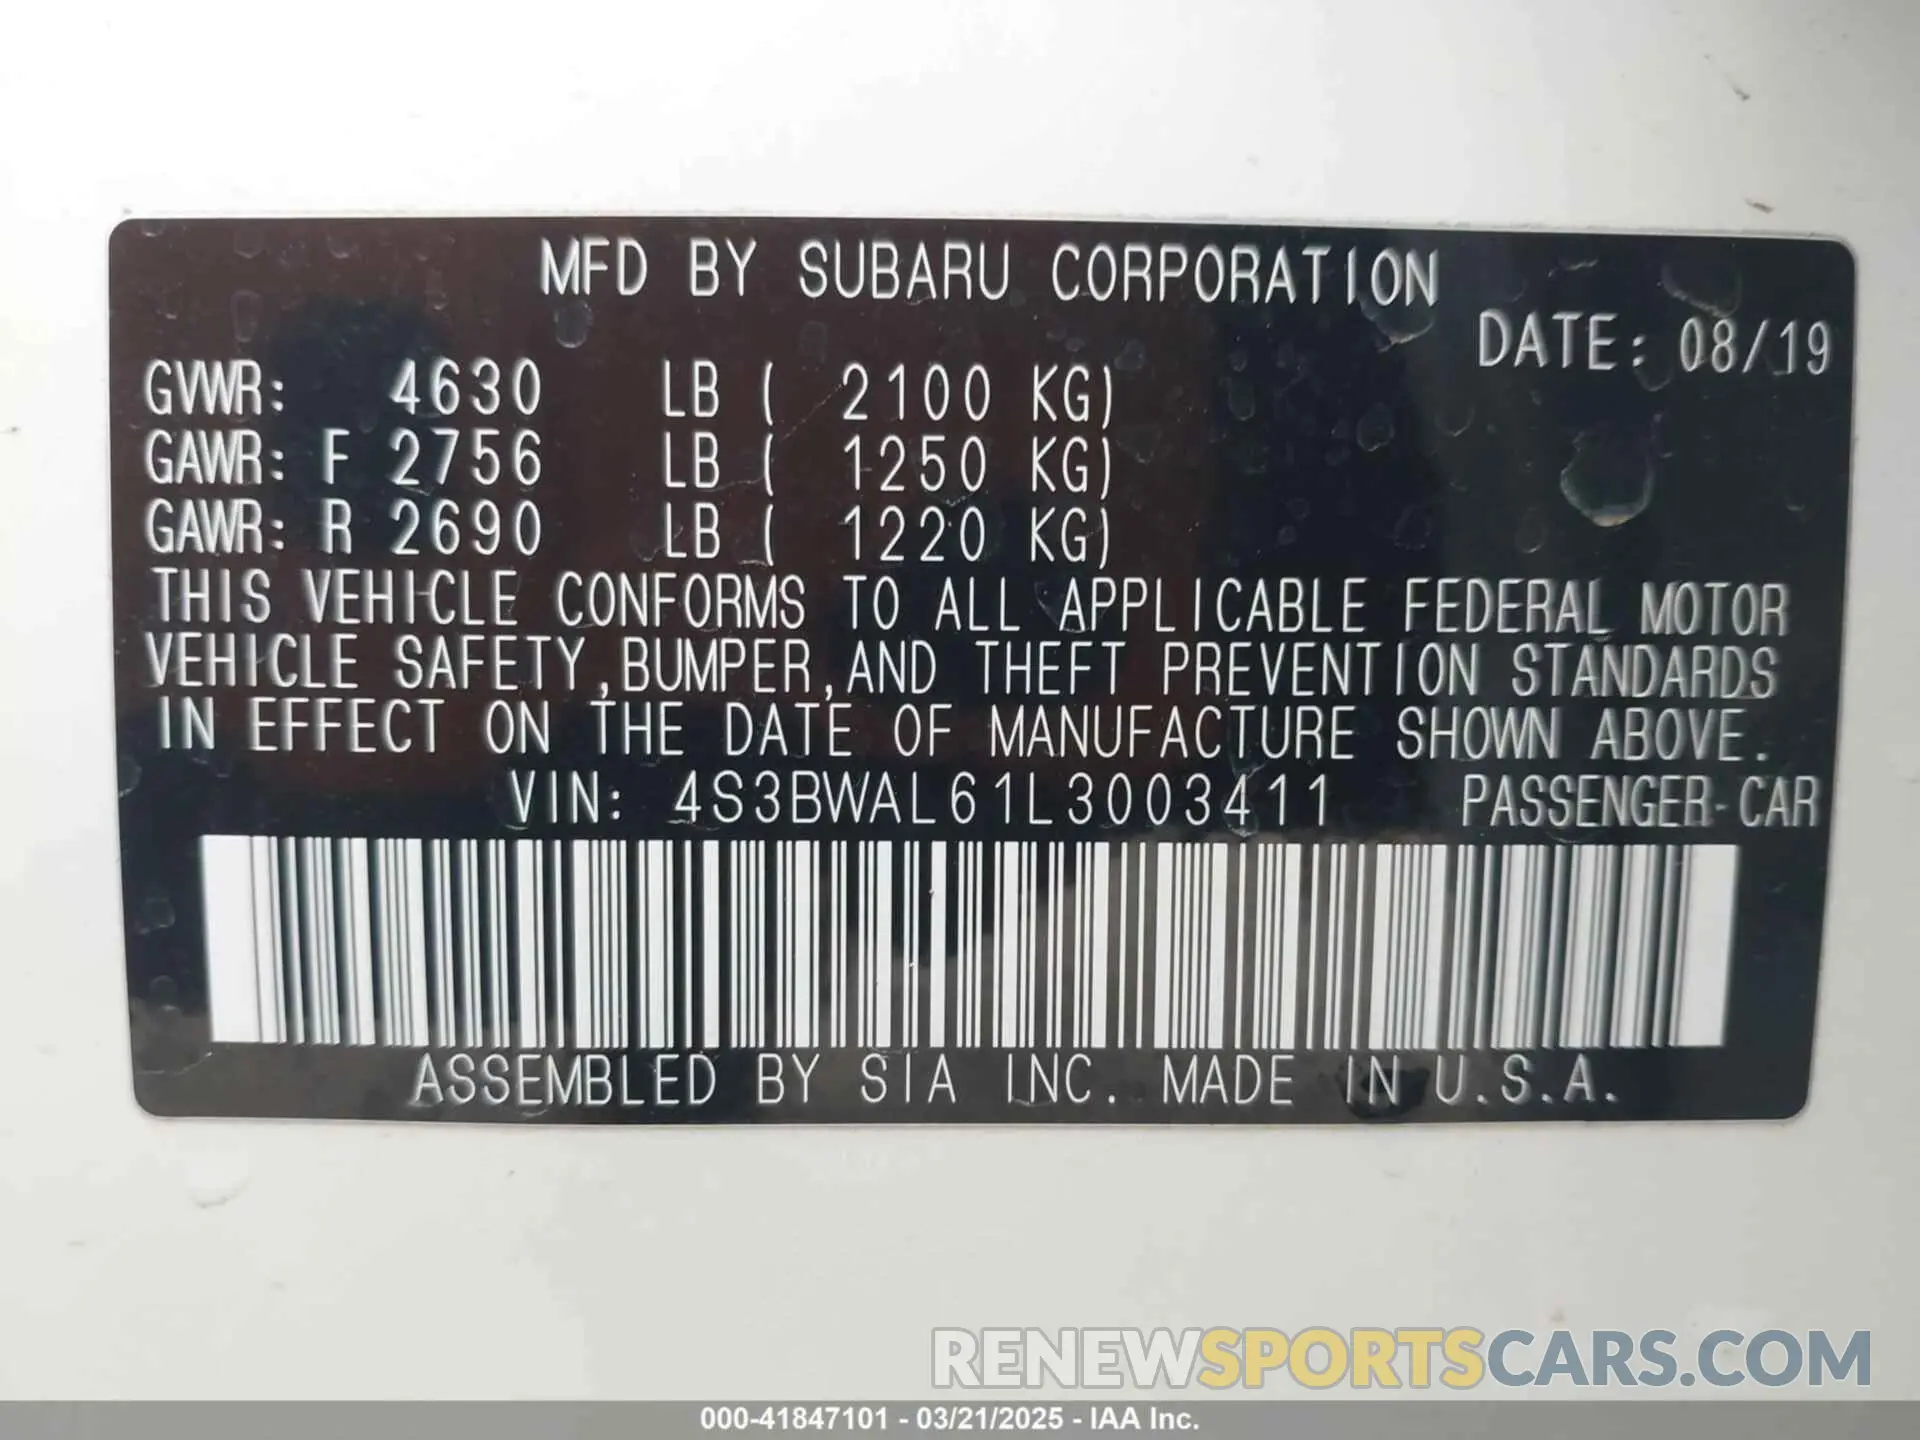 MFD BY SUBARU CORPORATION
DATE: 08/19
GVWR: 4630 LB ( 2100 KG)
GAWR: F 2756 LB ( 1250 KG)
GAWR: R 2690 LB ( 1220 KG)
THIS VEHICLE CONFORMS TO ALL APPLICABLE FEDERAL MOTOR
VEHICLE SAFETY,BUMPER,AND THEFT PREVENTION STANDARDS
IN EFFECT ON THE DATE OF MANUFACTURE SHOWN ABOVE.
VIN: 4S3BWAL61L3003411 PASSENGER-CAR
ASSEMBLED BY SIA INC. MADE IN U.S.A.
RENEWSPORTSCARS.COM
000-41847101 - 03/21/2025 - IAA Inc.